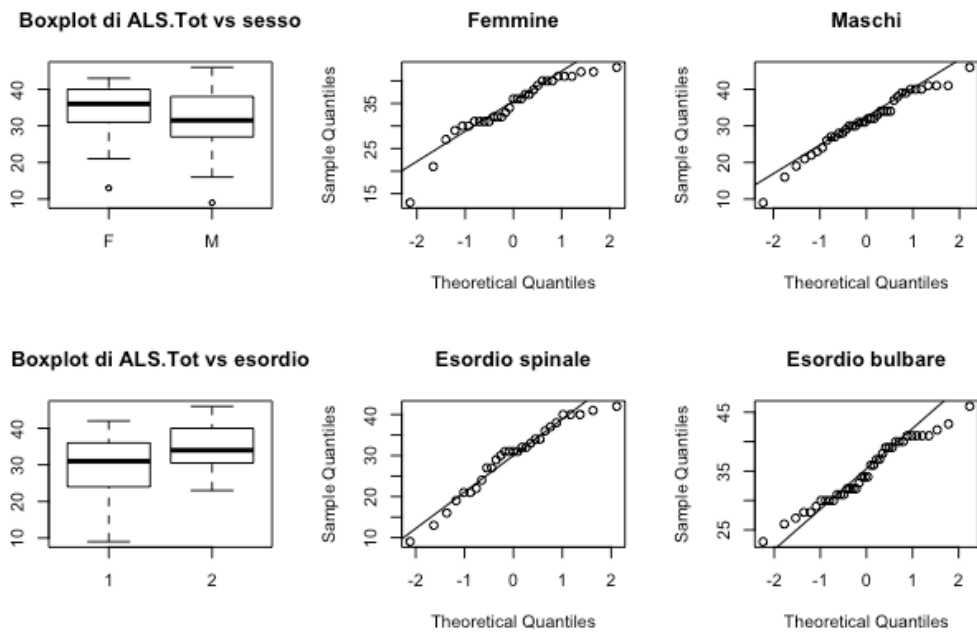 Boxplot di ALS.Tot vs sesso
40
30
20
10
F M
Femmine
Sample Quantiles
35
25
15
-2 -1 0 1 2
Theoretical Quantiles
Maschi
Sample Quantiles
40
30
20
10
-2 -1 0 1 2
Theoretical Quantiles
Boxplot di ALS.Tot vs esordio
40
30
20
10
1 2
Esordio spinale
Sample Quantiles
40
30
20
10
-2 -1 0 1 2
Theoretical Quantiles
Esordio bulbare
Sample Quantiles
45
35
25
-2 -1 0 1 2
Theoretical Quantiles